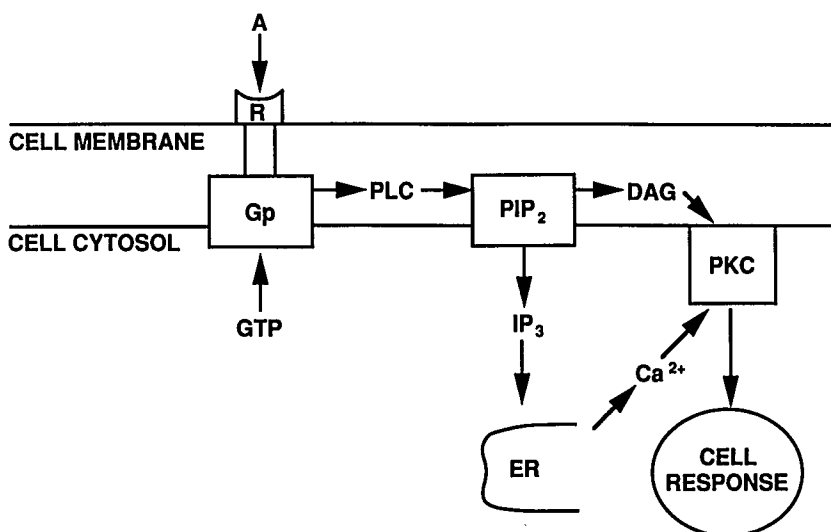 A
R
CELL MEMBRANE
Gp
PLC
PIP₂
DAG
CELL CYTOSOL
PKC
GTP
IP₃
Ca²⁺
ER
CELL
RESPONSE